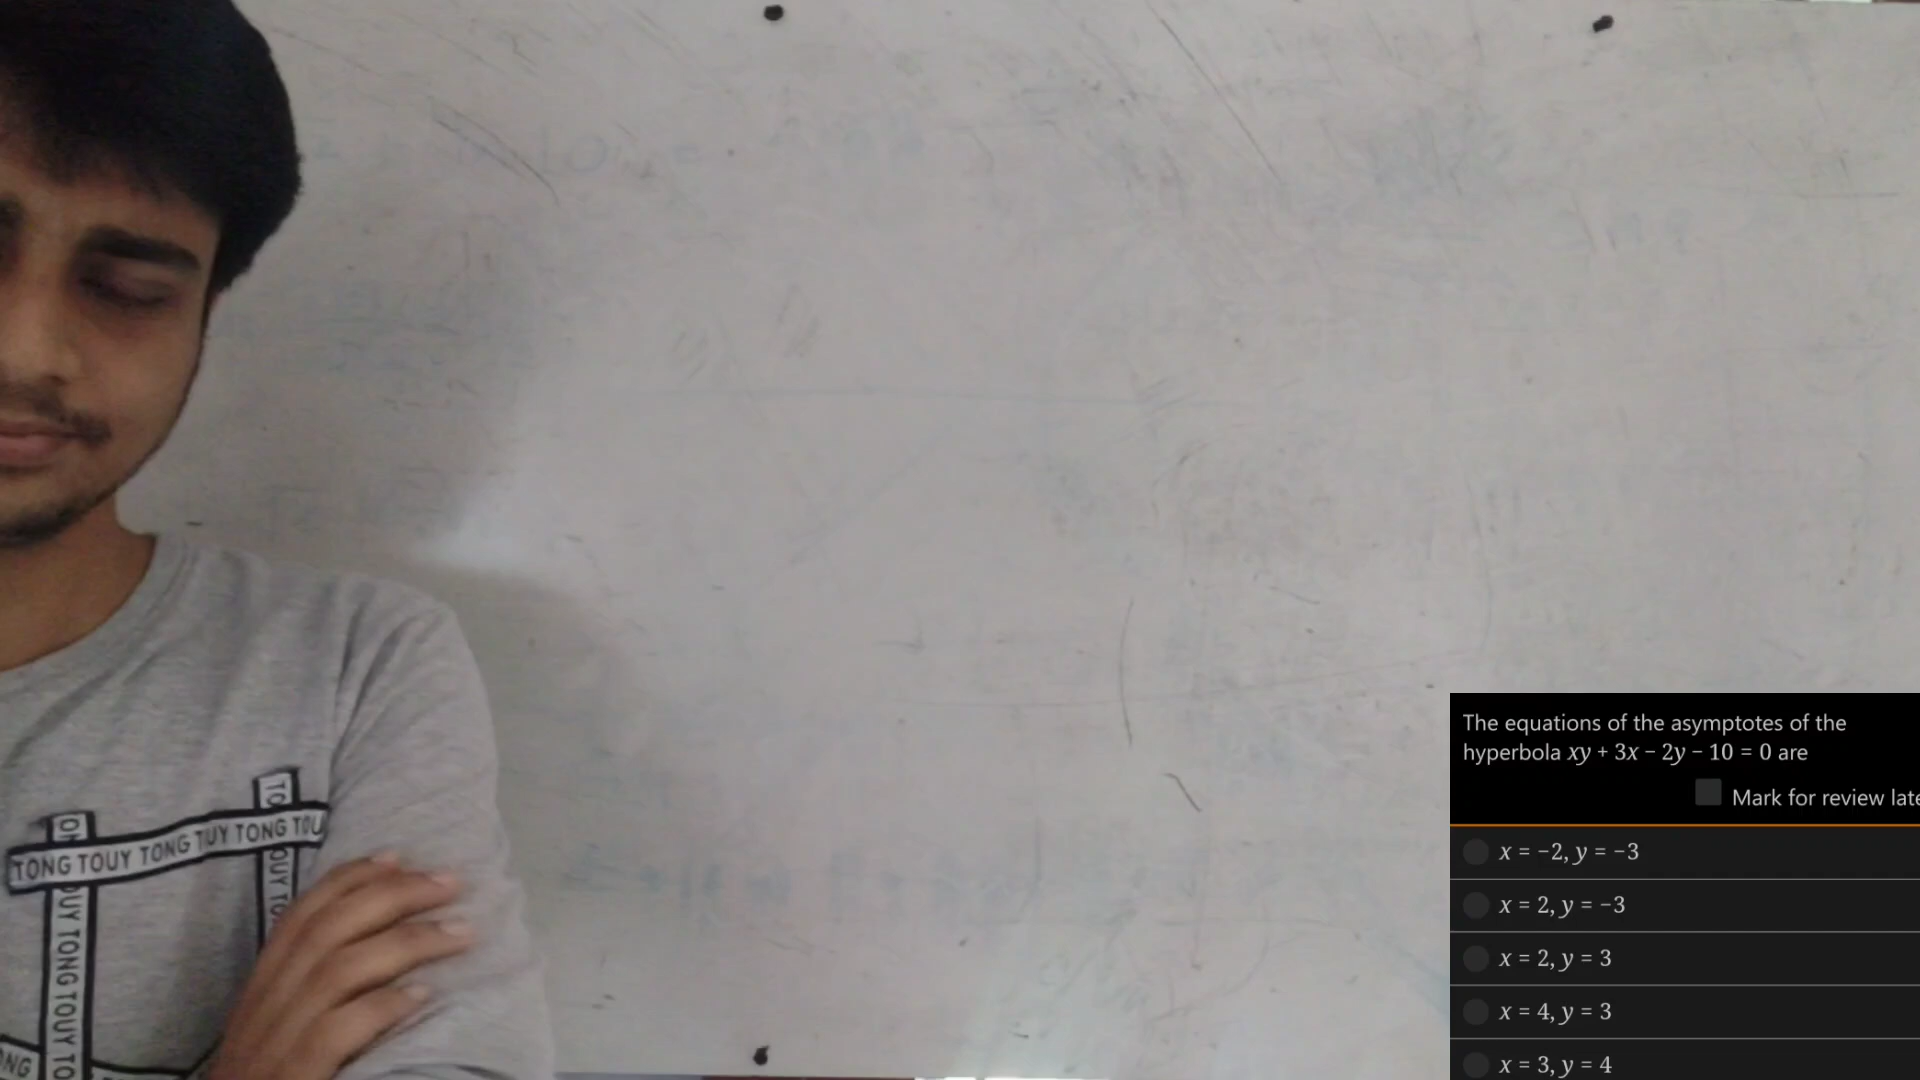 TONG TOUY TONG TUY TONG TOU
UY TONG TOUY TO
OUY TO
The equations of the asymptotes of the
hyperbola xy + 3x − 2y − 10 = 0 are
Mark for review late
x = −2, y = −3
x = 2, y = −3
x = 2, y = 3
x = 4, y = 3
x = 3, y = 4